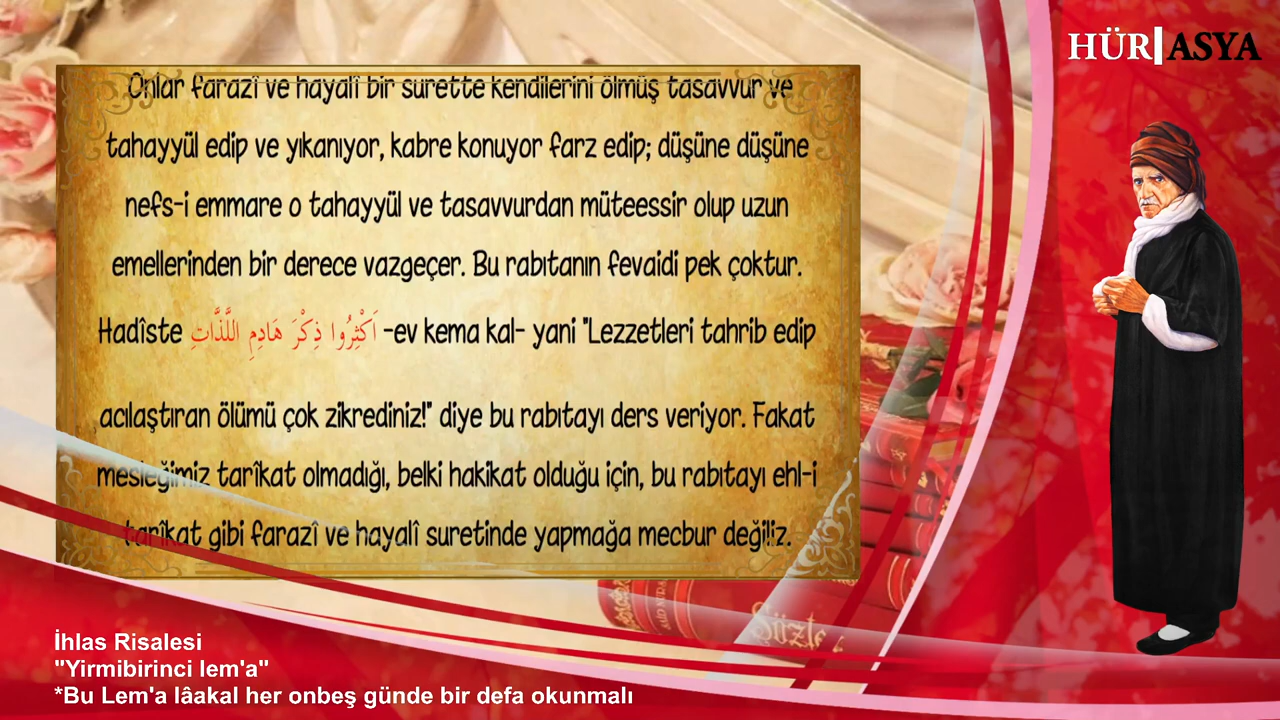 HÜR|ASYA
Onlar farazî ve hayalî bir surette kendilerini ölmüş tasavvur ve
tahayyül edip ve yıkanıyor, kabre konuyor farz edip; düşüne düşüne
nefs-i emmare o tahayyül ve tasavvurdan müteessir olup uzun
emellerinden bir derece vazgeçer. Bu rabıtanın fevaidi pek çoktur.
Hadîste اَكْثِرُوا ذِكْرَ هَادِمِ اللَّذَّاتِ -ev kema kal- yani "Lezzetleri tahrib edip
acılaştıran ölümü çok zikrediniz!" diye bu rabıtayı ders veriyor. Fakat
mesleğimiz tarîkat olmadığı, belki hakikat olduğu için, bu rabıtayı ehl-i
tarîkat gibi farazî ve hayalî suretinde yapmağa mecbur değiliz.
İhlas Risalesi
"Yirmibirinci lem'a"
*Bu Lem'a lâakal her onbeş günde bir defa okunmalı